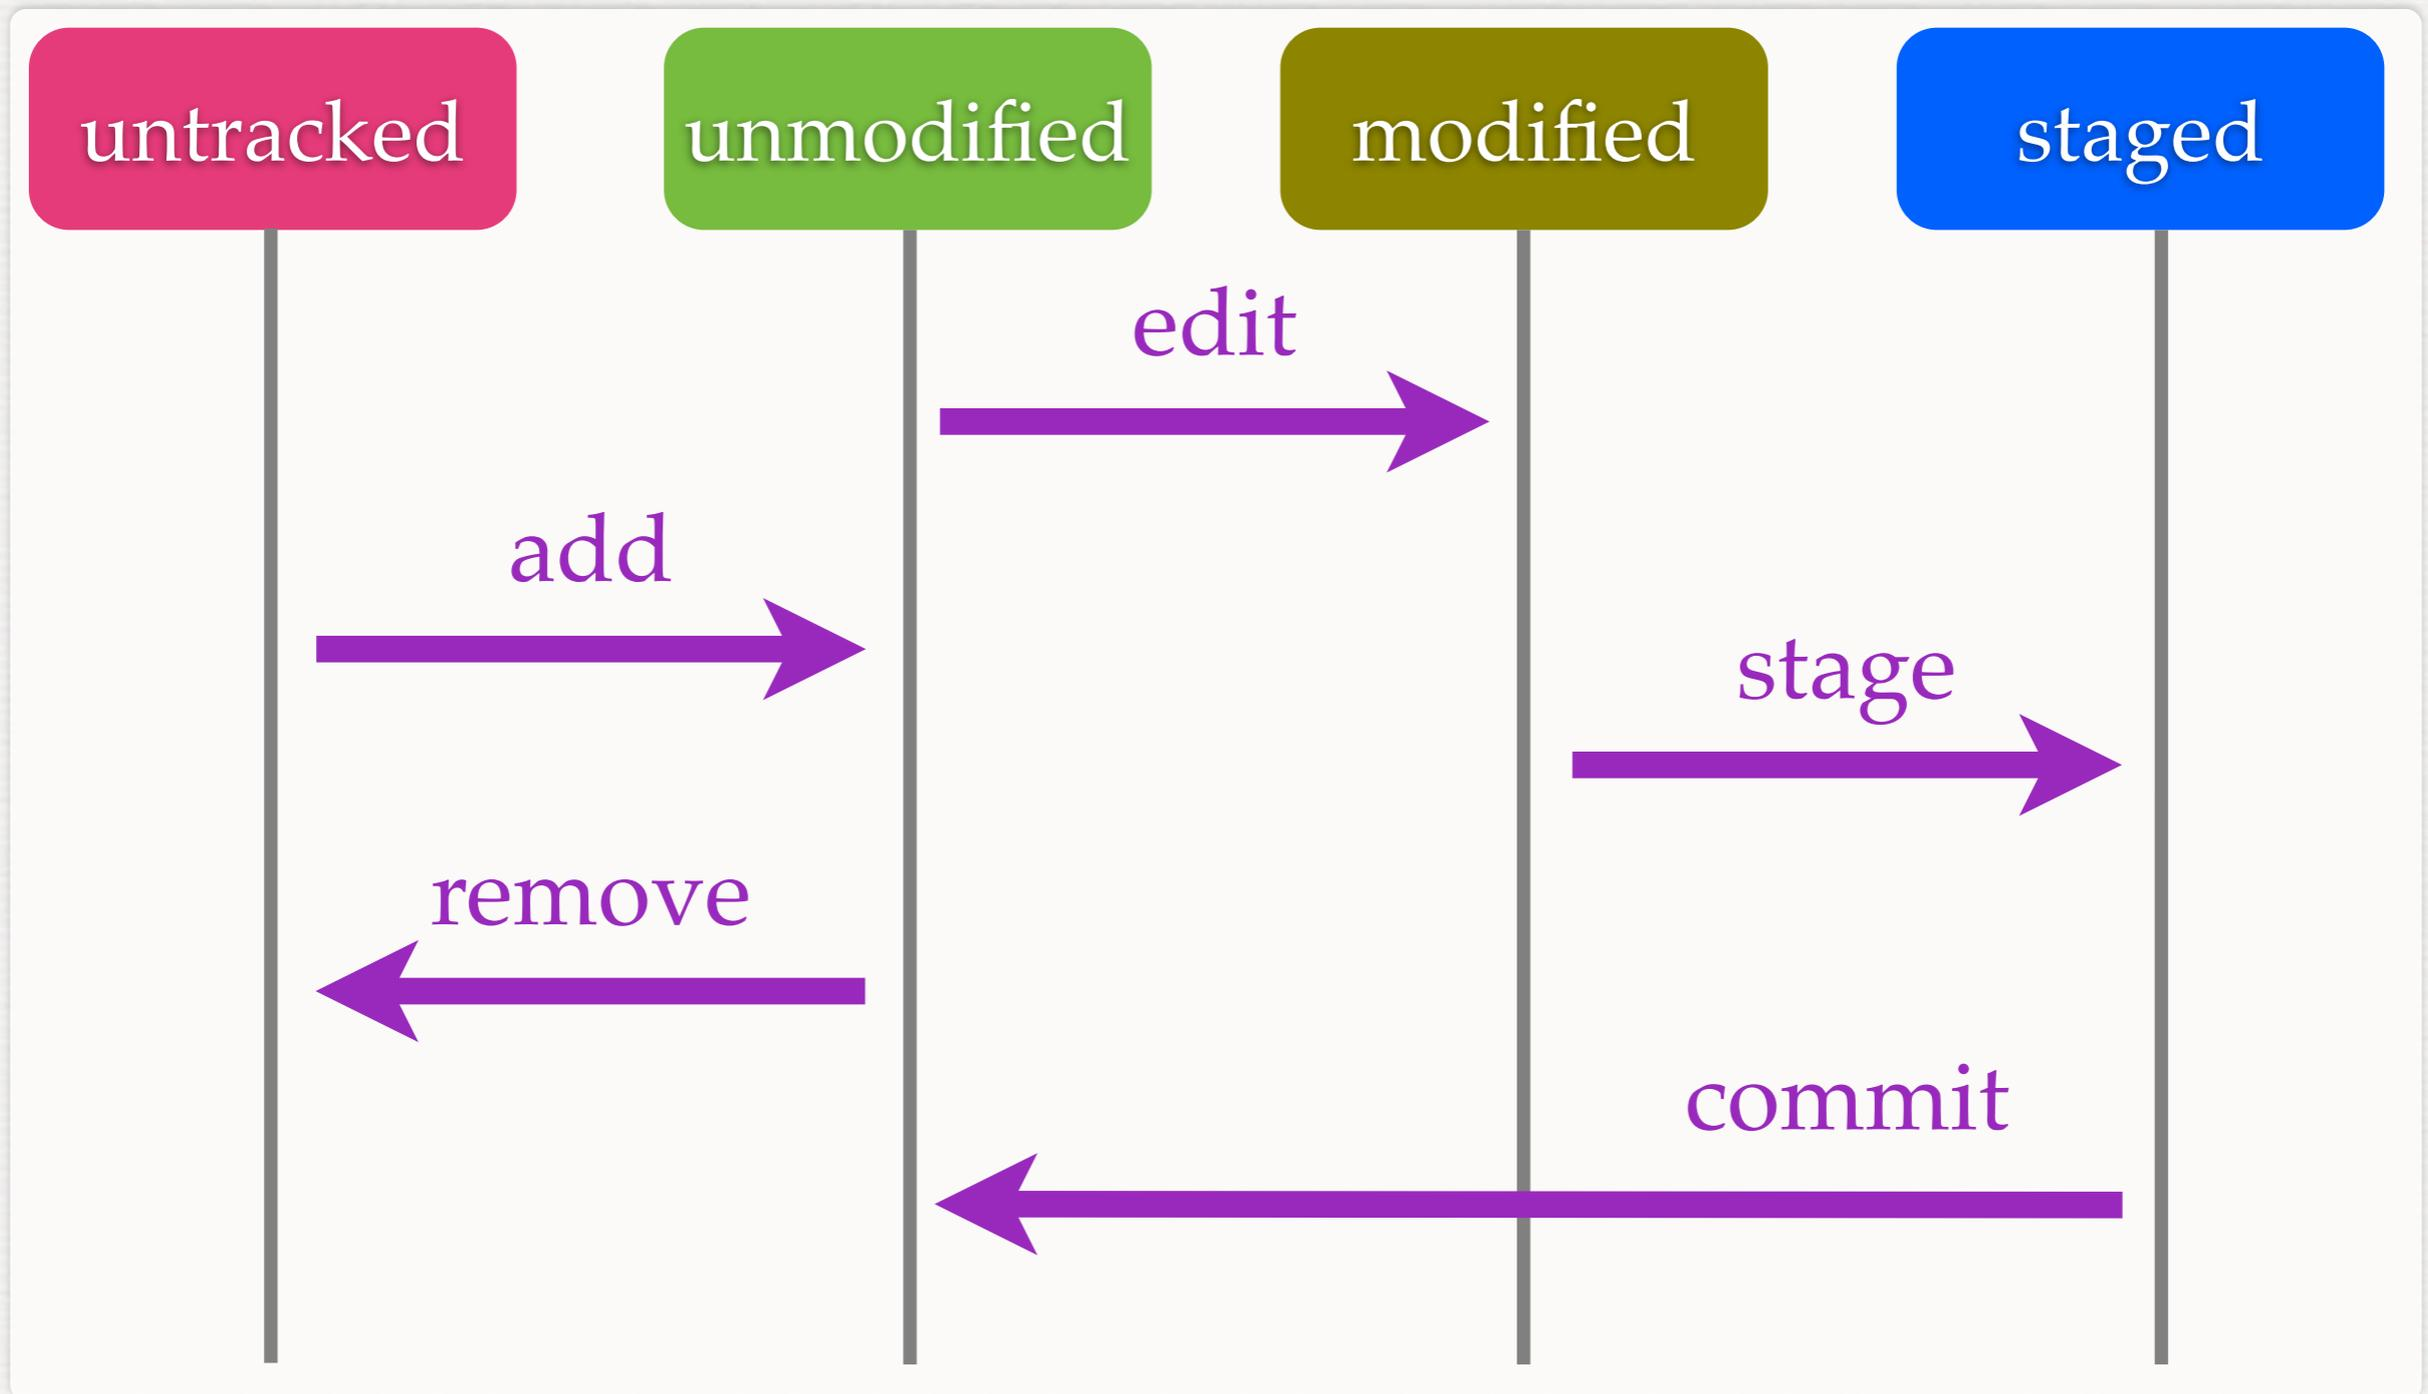 untracked
unmodified
modified
staged
edit
add
stage
remove
commit